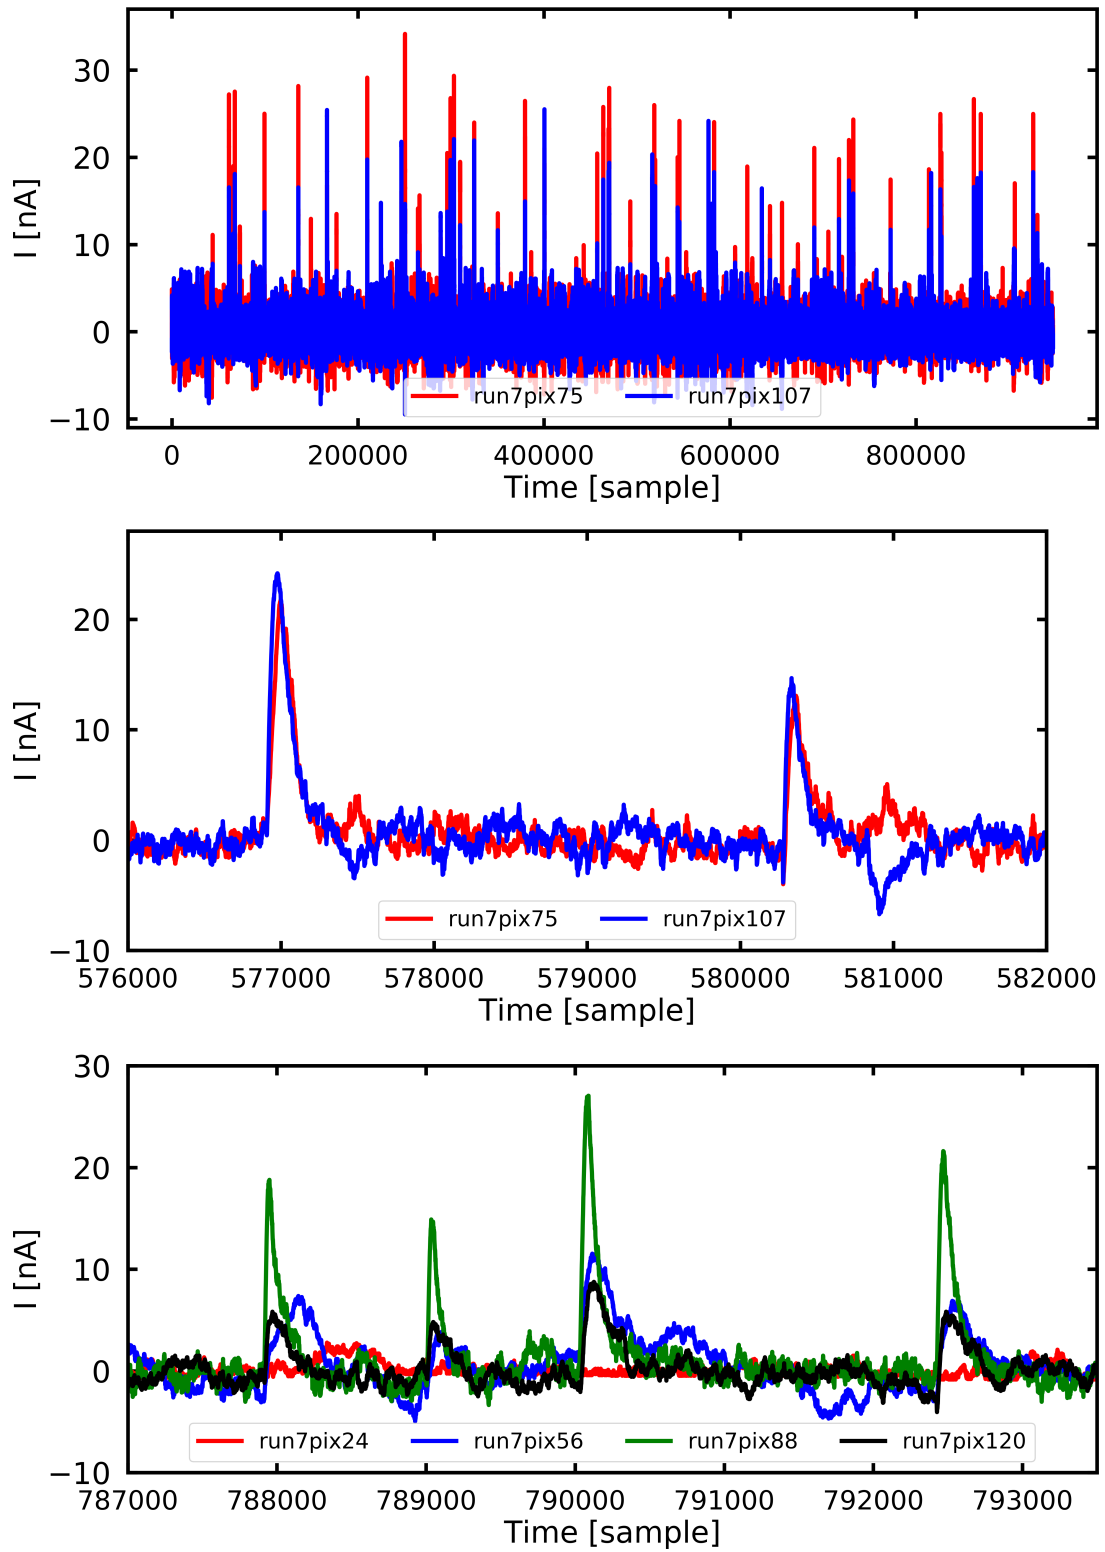 30
20
10
0
−10
I [nA]
run7pix75 run7pix107
0 200000 400000 600000 800000
Time [sample]
20
10
0
−10
I [nA]
run7pix75 run7pix107
576000 577000 578000 579000 580000 581000 582000
Time [sample]
30
20
10
0
−10
I [nA]
run7pix24 run7pix56 run7pix88 run7pix120
787000 788000 789000 790000 791000 792000 793000
Time [sample]